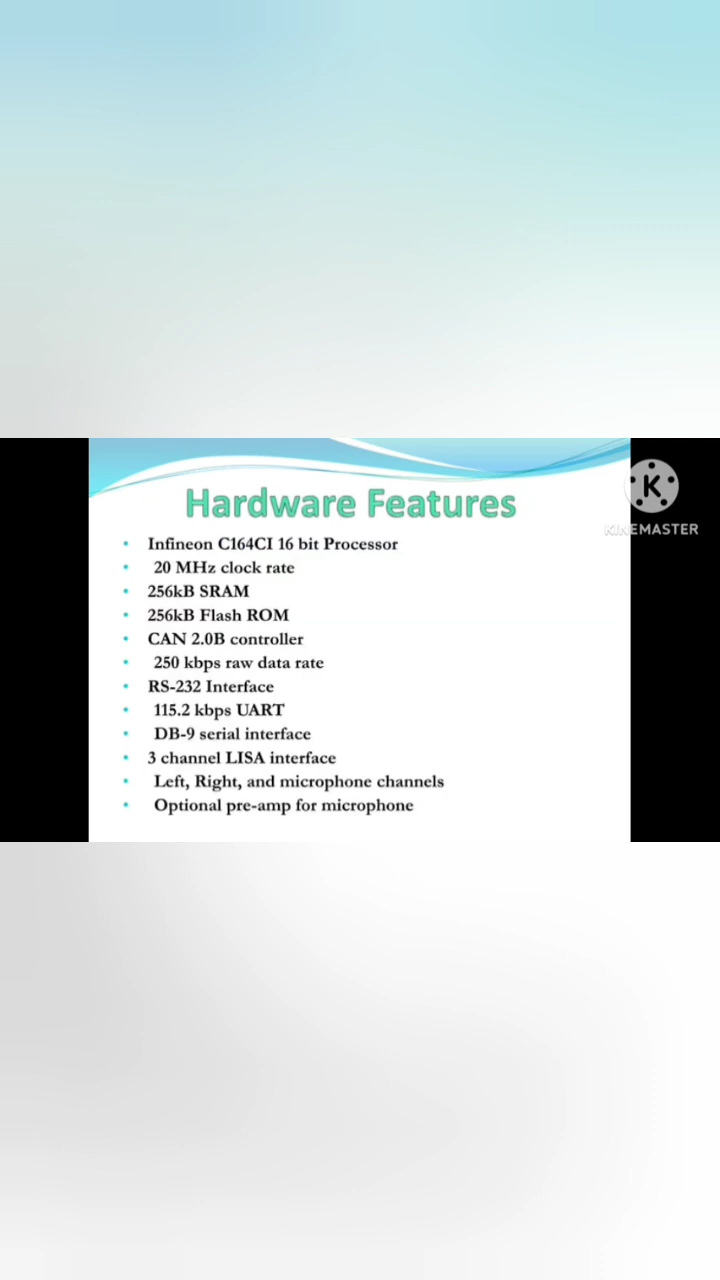 Hardware Features
K
KINEMASTER
• Infineon C164CI 16 bit Processor
• 20 MHz clock rate
• 256kB SRAM
• 256kB Flash ROM
• CAN 2.0B controller
• 250 kbps raw data rate
• RS-232 Interface
• 115.2 kbps UART
• DB-9 serial interface
• 3 channel LISA interface
• Left, Right, and microphone channels
• Optional pre-amp for microphone